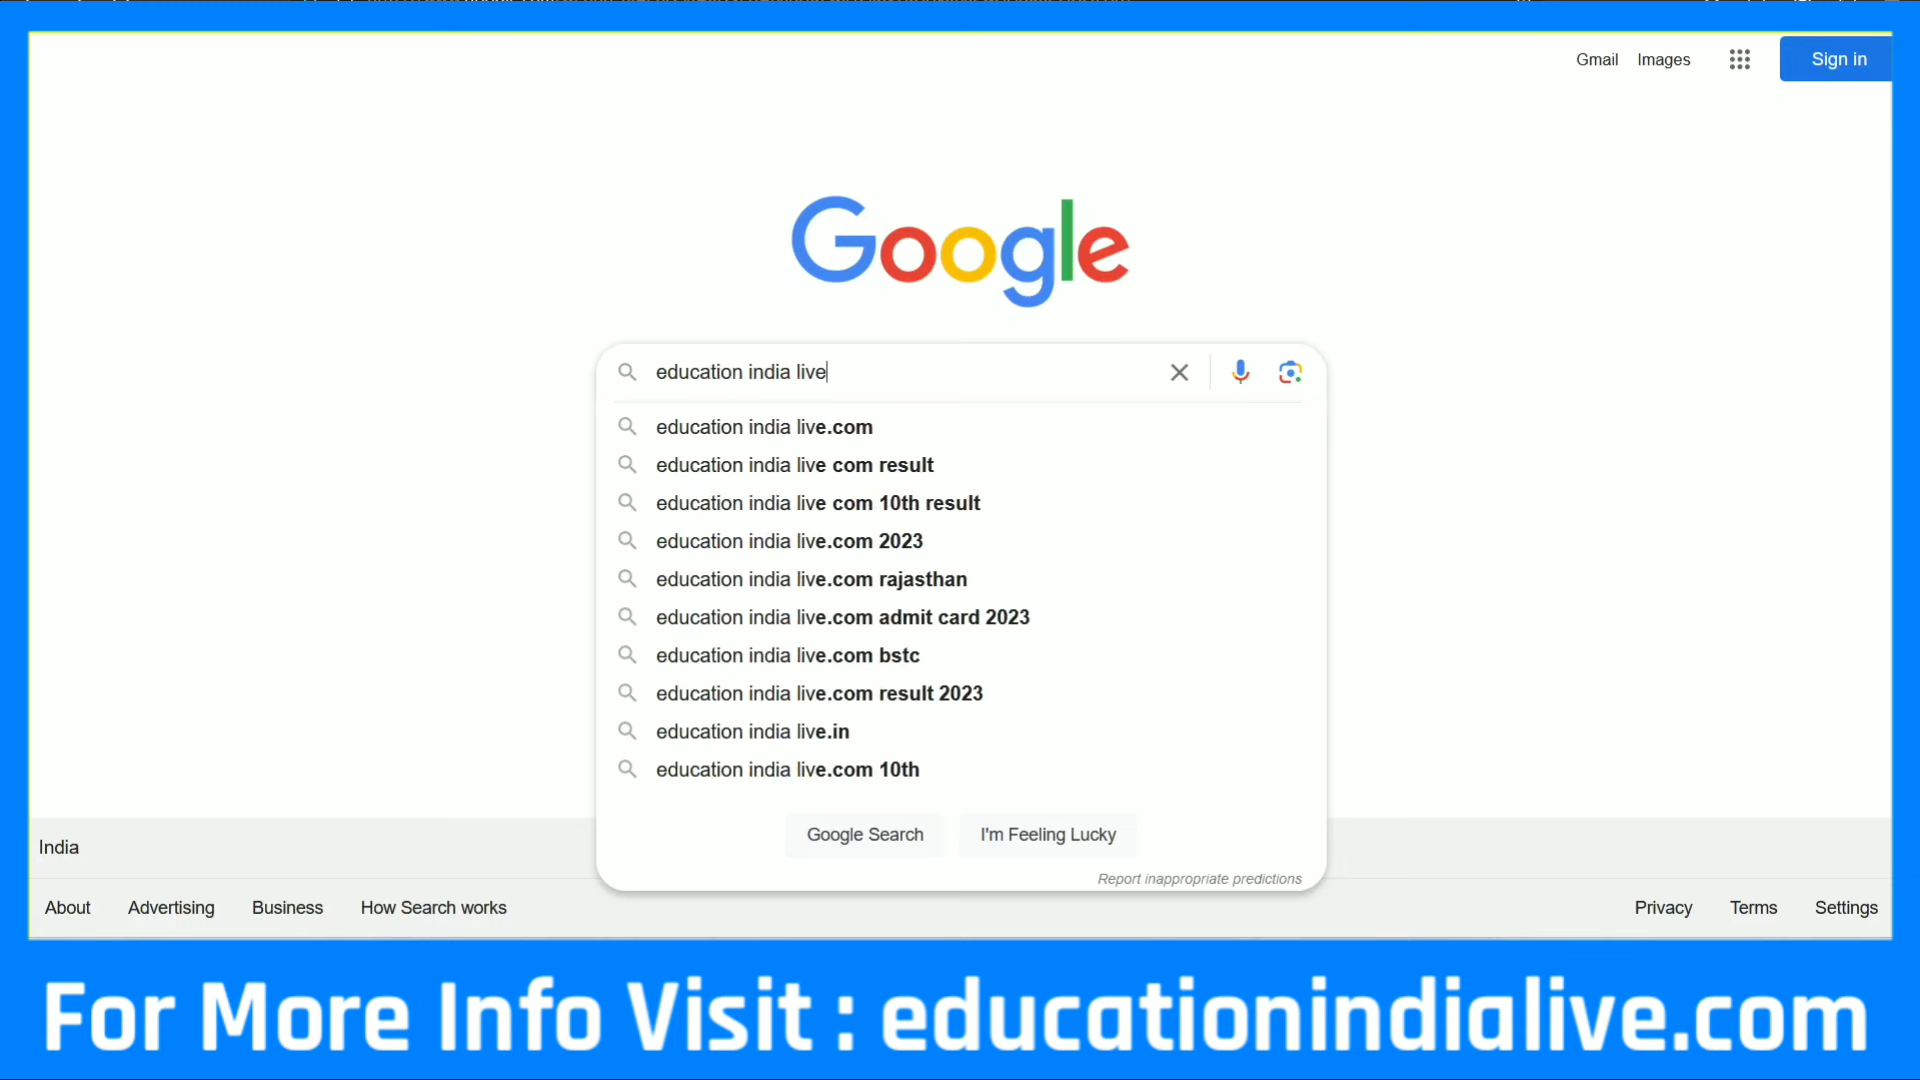 Gmail Images Sign in
Google
education india live
education india live.com
education india live com result
education india live com 10th result
education india live.com 2023
education india live.com rajasthan
education india live.com admit card 2023
education india live.com bstc
education india live.com result 2023
education india live.in
education india live.com 10th
Google Search I'm Feeling Lucky
Report inappropriate predictions
India
About Advertising Business How Search works Privacy Terms Settings
For More Info Visit : educationindialive.com